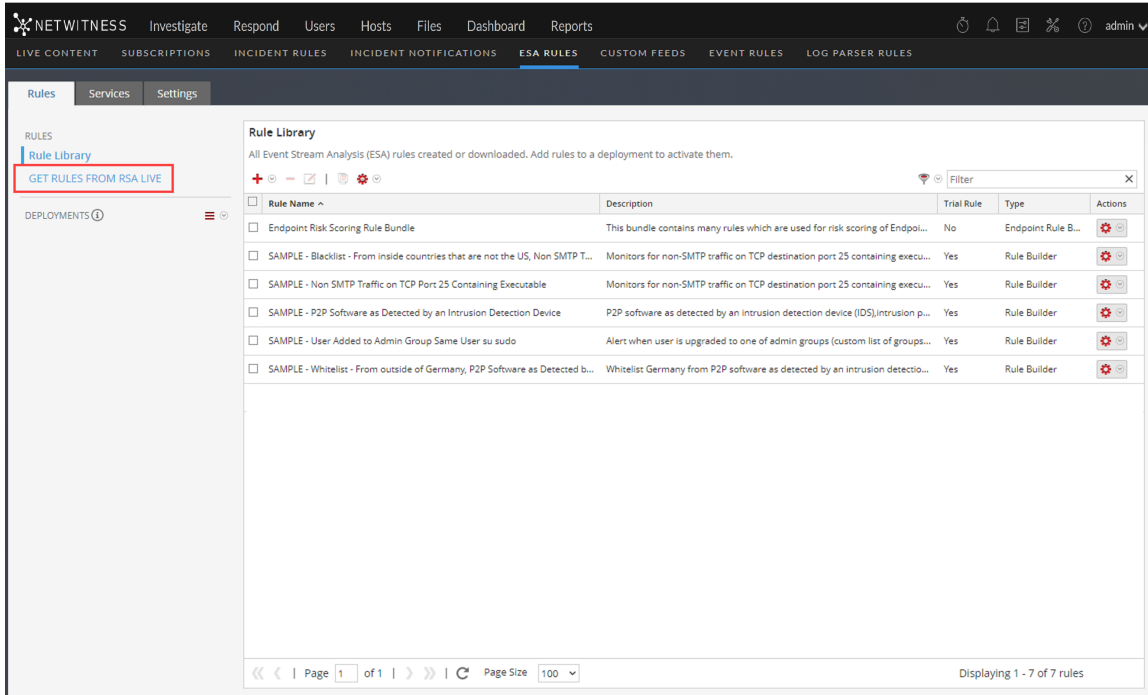 NETWITNESS Investigate Respond Users Hosts Files Dashboard Reports admin
LIVE CONTENT SUBSCRIPTIONS INCIDENT RULES INCIDENT NOTIFICATIONS ESA RULES CUSTOM FEEDS EVENT RULES LOG PARSER RULES
Rules Services Settings
RULES
Rule Library
GET RULES FROM RSA LIVE
DEPLOYMENTS
Rule Library
All Event Stream Analysis (ESA) rules created or downloaded. Add rules to a deployment to activate them.
Filter
Rule Name Description Trial Rule Type Actions
Endpoint Risk Scoring Rule Bundle This bundle contains many rules which are used for risk scoring of Endpoi... No Endpoint Rule B...
SAMPLE - Blacklist - From inside countries that are not the US, Non SMTP T... Monitors for non-SMTP traffic on TCP destination port 25 containing execu... Yes Rule Builder
SAMPLE - Non SMTP Traffic on TCP Port 25 Containing Executable Monitors for non-SMTP traffic on TCP destination port 25 containing execu... Yes Rule Builder
SAMPLE - P2P Software as Detected by an Intrusion Detection Device P2P software as detected by an intrusion detection device (IDS),intrusion p... Yes Rule Builder
SAMPLE - User Added to Admin Group Same User su sudo Alert when user is upgraded to one of admin groups (custom list of groups... Yes Rule Builder
SAMPLE - Whitelist - From outside of Germany, P2P Software as Detected b... Whitelist Germany from P2P software as detected by an intrusion detectio... Yes Rule Builder
Page 1 of 1 Page Size 100 Displaying 1 - 7 of 7 rules